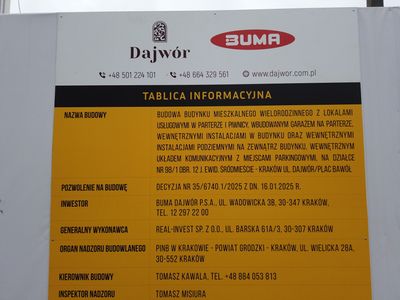 Dajwór
BUMA
+48 501 224 101 +48 664 329 561 www.dajwor.com.pl
TABLICA INFORMACYJNA
NAZWA BUDOWY BUDOWA BUDYNKU MIESZKALNEGO WIELORODZINNEGO Z LOKALAMI
USŁUGOWYMI W PARTERZE I PIWNICY, WBUDOWANYM GARAŻEM NA PARTERZE,
WEWNĘTRZNYMI INSTALACJAMI W BUDYNKU ORAZ WEWNĘTRZNYMI
INSTALACJAMI PODZIEMNYMI NA ZEWNĄTRZ BUDYNKU, WEWNĘTRZNYM
UKŁADEM KOMUNIKACYJNYM Z MIEJSCAMI PARKINGOWYMI, NA DZIAŁCE
NR 98/1 OBR. 12 J. EWID. ŚRÓDMIEŚCIE - KRAKÓW UL. DAJWÓR/PLAC BAWÓŁ
POZWOLENIE NA BUDOWĘ DECYZJA NR 35/6740.1/2025 Z DN. 16.01.2025 R.
INWESTOR BUMA DAJWÓR P.S.A., UL. WADOWICKA 3B, 30-347 KRAKÓW,
TEL. 12 297 22 00
GENERALNY WYKONAWCA REAL-INVEST SP. Z O.O., UL. BARSKA 61A/3, 30-307 KRAKÓW
ORGAN NADZORU BUDOWLANEGO PINB W KRAKOWIE - POWIAT GRODZKI - KRAKÓW, UL. WIELICKA 28A,
30-552 KRAKÓW
KIEROWNIK BUDOWY TOMASZ KAWALA, TEL. +48 884 053 813
INSPEKTOR NADZORU TOMASZ MISIURA